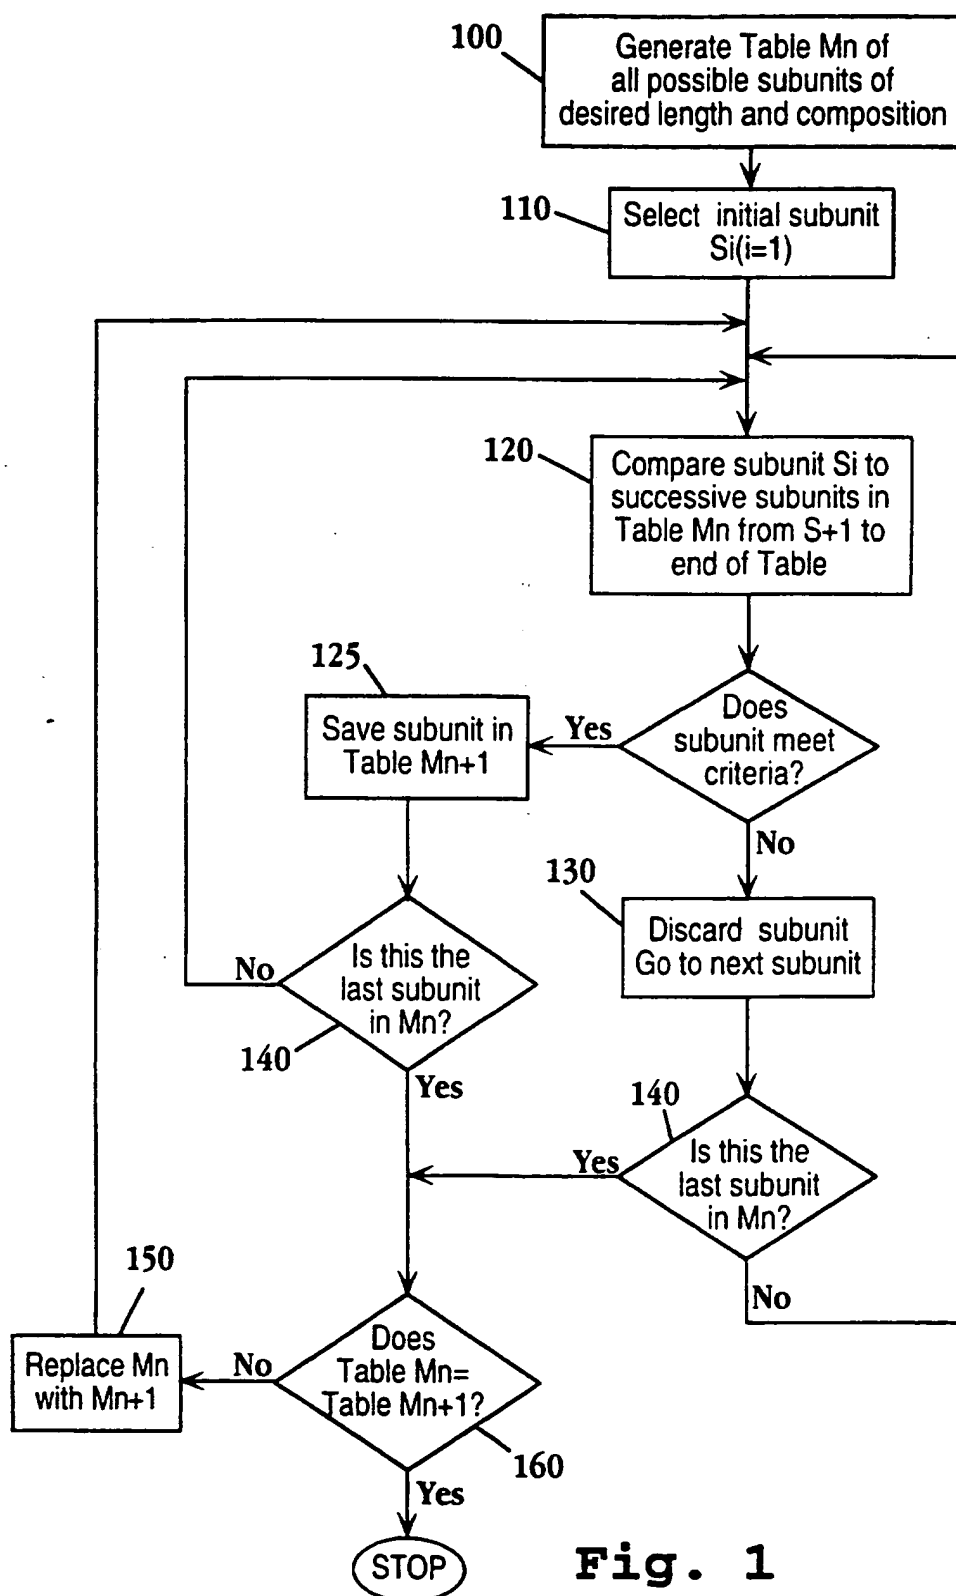 100
Generate Table Mn of
all possible subunits of
desired length and composition
110
Select initial subunit
Si(i=1)
120
Compare subunit Si to
successive subunits in
Table Mn from S+1 to
end of Table
125
Save subunit in
Table Mn+1
Yes
Does
subunit meet
criteria?
No
130
Discard subunit
Go to next subunit
No
Is this the
last subunit
in Mn?
140
Yes
140
Yes
Is this the
last subunit
in Mn?
No
150
Replace Mn
with Mn+1
No
Does
Table Mn=
Table Mn+1?
160
Yes
STOP
Fig. 1